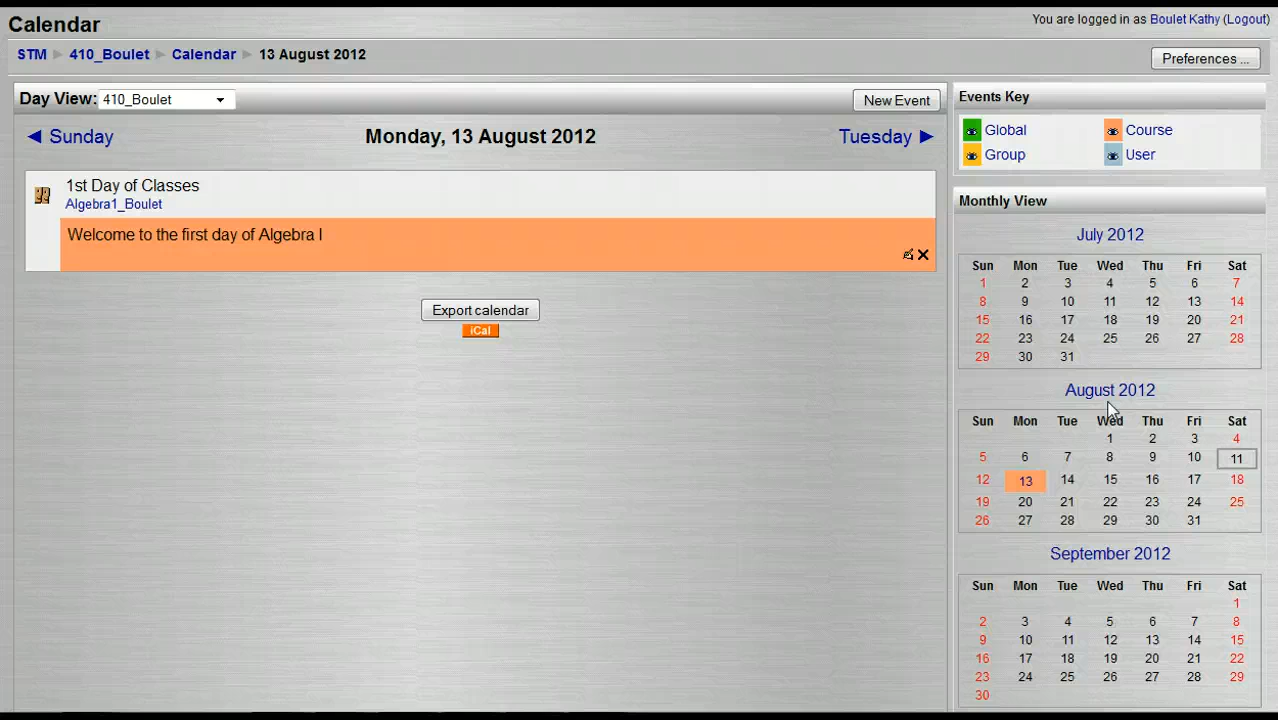 Calendar
You are logged in as Boulet Kathy (Logout)
STM 410_Boulet Calendar 13 August 2012
Preferences ...
Day View: 410_Boulet
New Event
Sunday
Monday, 13 August 2012
Tuesday
1st Day of Classes
Algebra1_Boulet
Welcome to the first day of Algebra I
Export calendar
iCal
Events Key
Global Course
Group User
Monthly View
July 2012
Sun Mon Tue Wed Thu Fri Sat
1 2 3 4 5 6 7
8 9 10 11 12 13 14
15 16 17 18 19 20 21
22 23 24 25 26 27 28
29 30 31
August 2012
Sun Mon Tue Wed Thu Fri Sat
1 2 3 4
5 6 7 8 9 10 11
12 13 14 15 16 17 18
19 20 21 22 23 24 25
26 27 28 29 30 31
September 2012
Sun Mon Tue Wed Thu Fri Sat
1
2 3 4 5 6 7 8
9 10 11 12 13 14 15
16 17 18 19 20 21 22
23 24 25 26 27 28 29
30